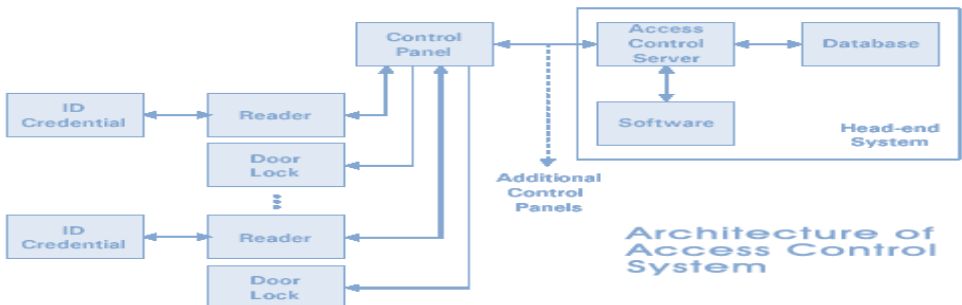 Control
Panel
Access
Control
Server
Database
ID
Credential
Reader
Software
Head-end
System
Door
Lock
Additional
Control
Panels
ID
Credential
Reader
Architecture of
Access Control
System
Door
Lock